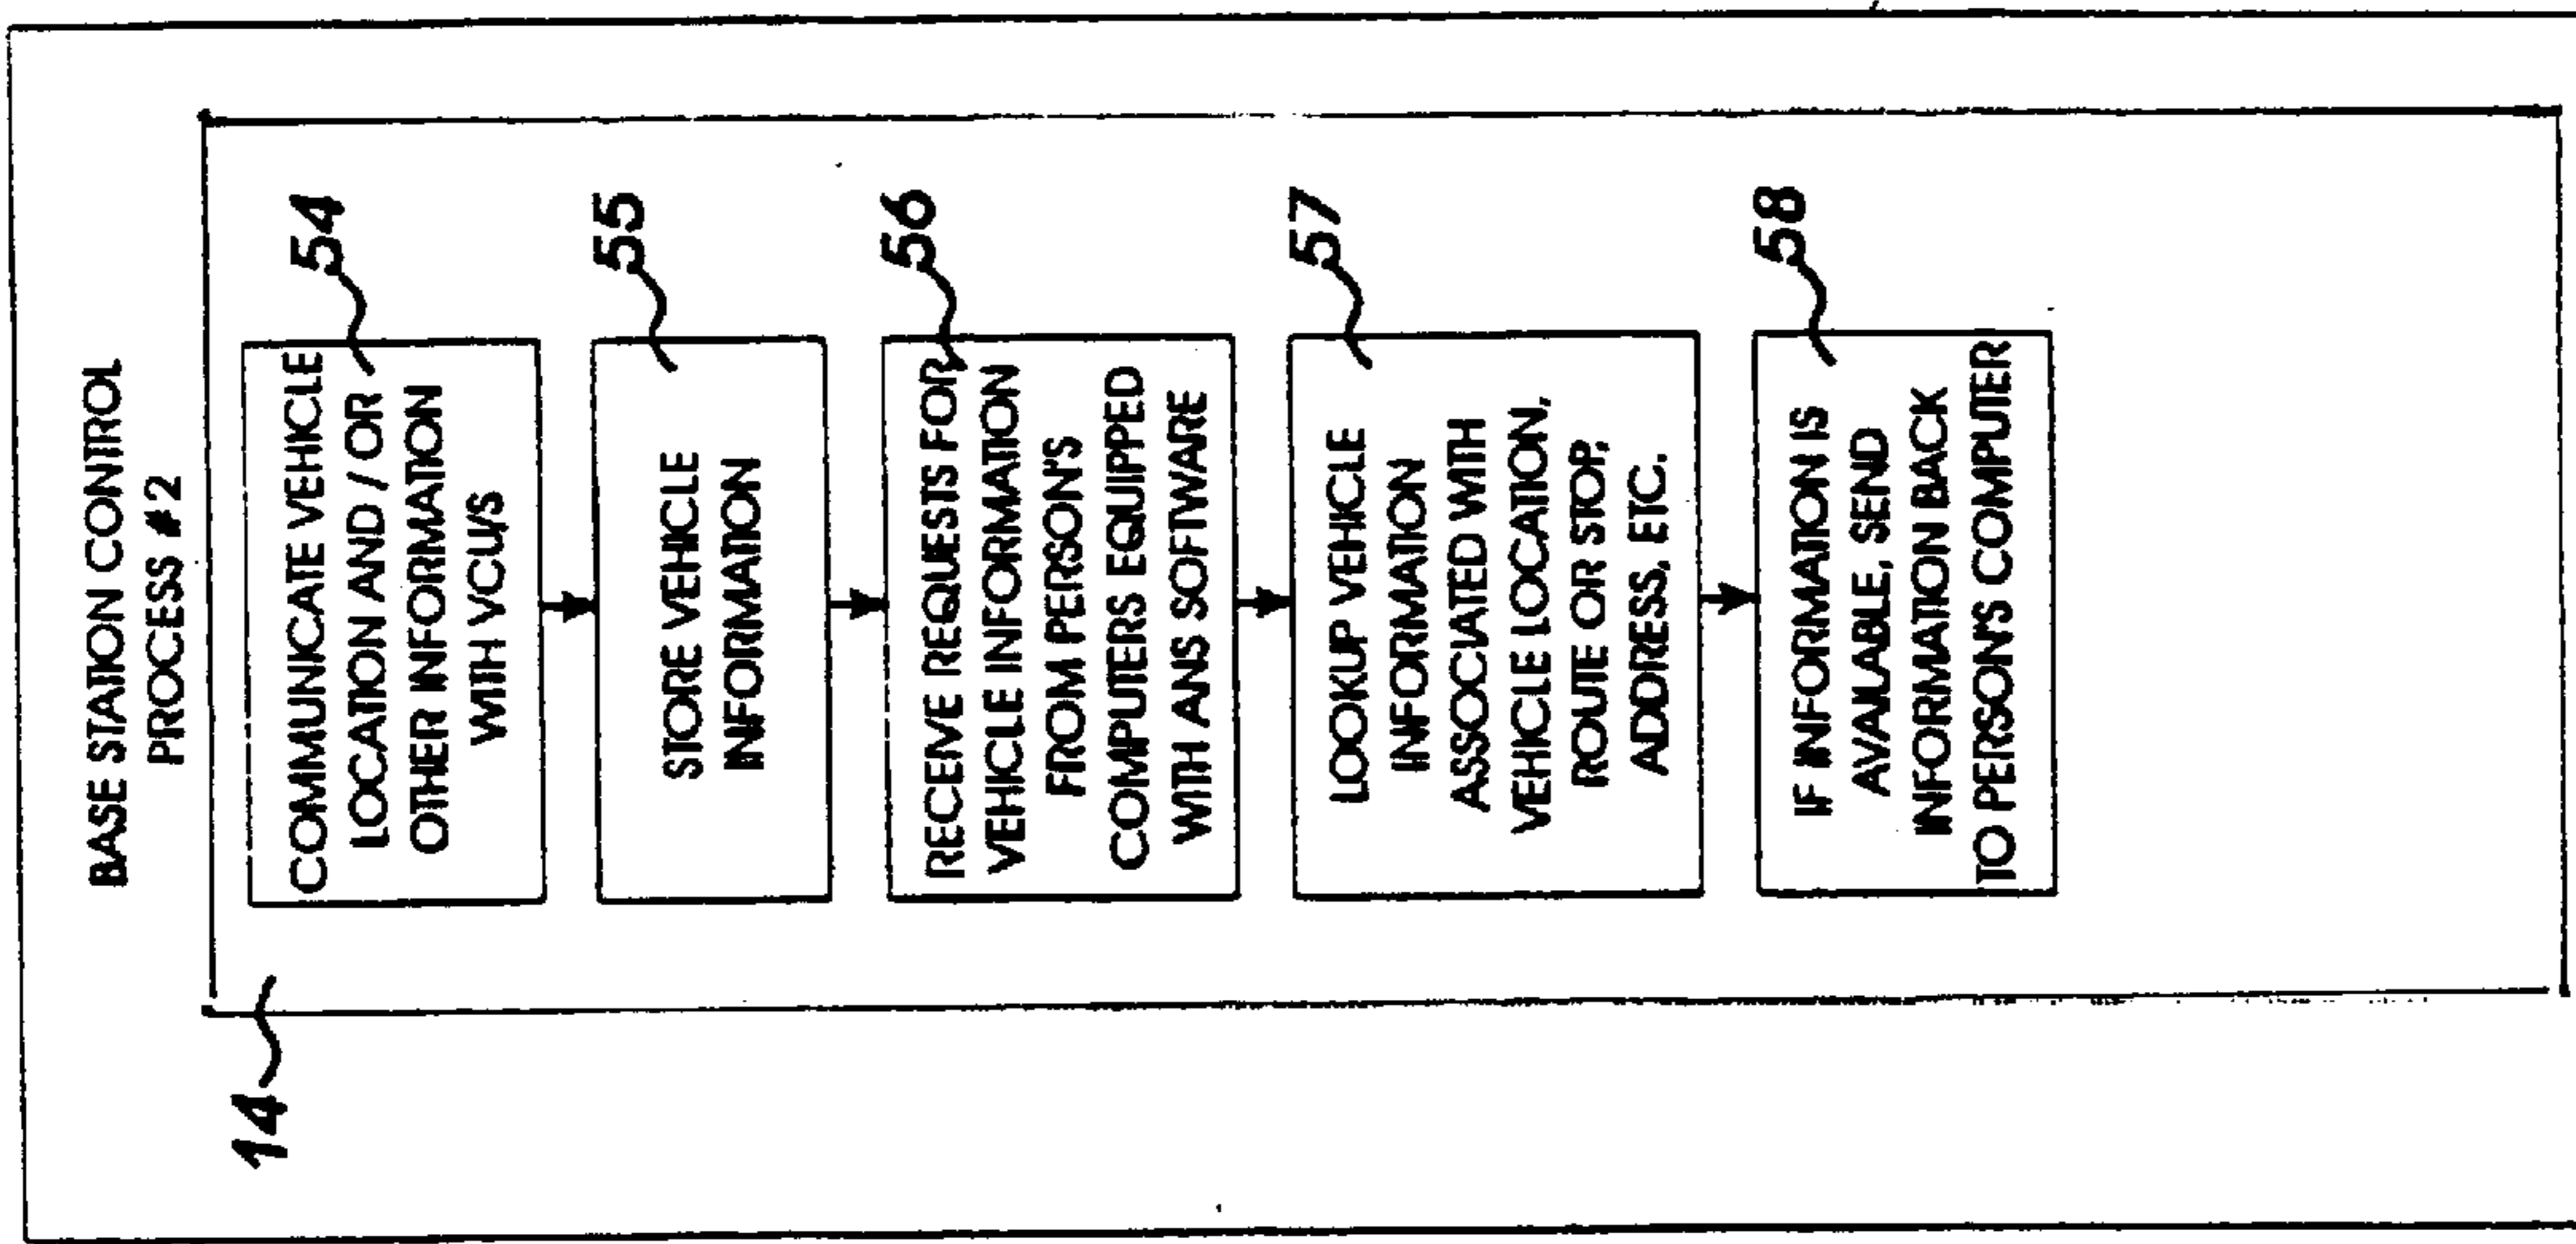 BASE STATION CONTROL
PROCESS #2
14
COMMUNICATE VEHICLE
LOCATION AND / OR
OTHER INFORMATION
WITH VCU/S
54
STORE VEHICLE
INFORMATION
55
RECEIVE REQUESTS FOR
VEHICLE INFORMATION
FROM PERSON'S
COMPUTERS EQUIPPED
WITH ANS SOFTWARE
56
LOOKUP VEHICLE
INFORMATION
ASSOCIATED WITH
VEHICLE LOCATION,
ROUTE OR STOP,
ADDRESS, ETC.
57
IF INFORMATION IS
AVAILABLE, SEND
INFORMATION BACK
TO PERSON'S COMPUTER
58